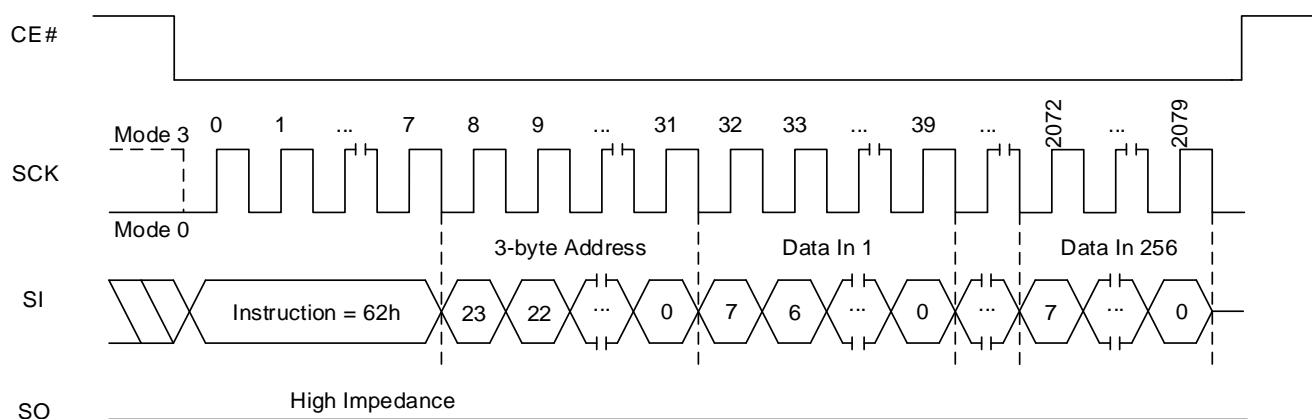 CE#
Mode 3
0 1 ... 7 8 9 ... 31 32 33 ... 39 ... 2072 ... 2079
SCK
Mode 0
3-byte Address Data In 1 Data In 256
SI
Instruction = 62h 23 22 ... 0 7 6 ... 0 ... 7 ... 0
High Impedance
SO